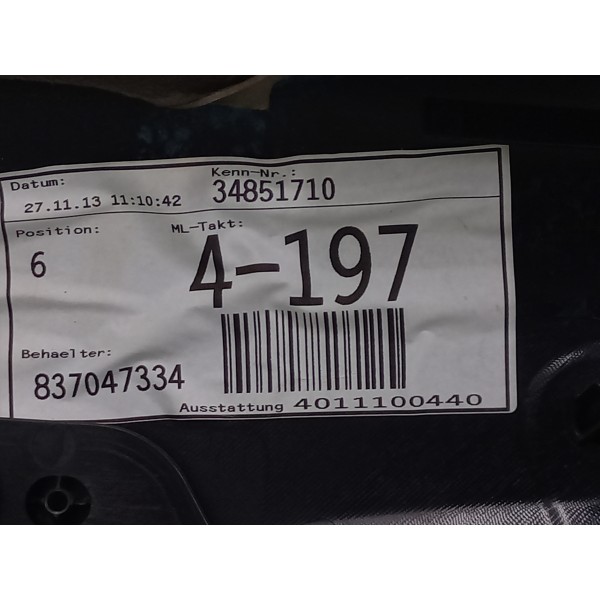 Datum: Kenn-Nr.:
27.11.13 11:10:42 34851710
Position: ML-Takt:
6 4-197
Behaelter:
837047334
Ausstattung 4011100440